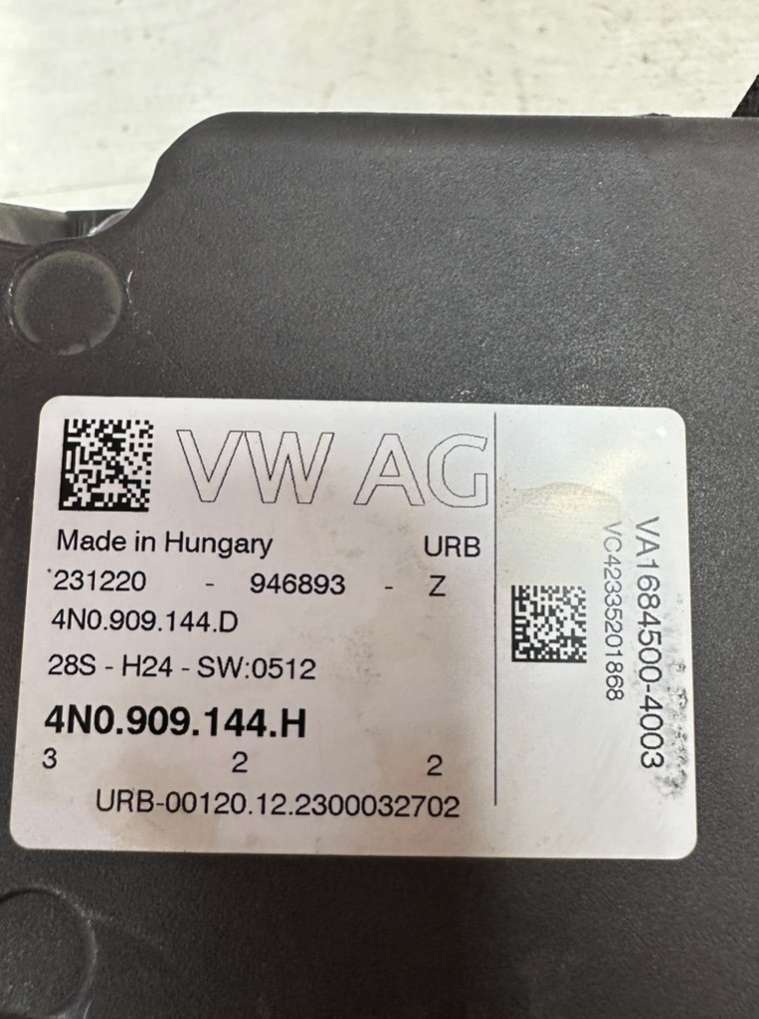 VW AG
Made in Hungary URB
231220 - 946893 - Z
4N0.909.144.D
28S - H24 - SW:0512
4N0.909.144.H
3 2 2
URB-00120.12.2300032702
VA1684500-4003
VC42335201868